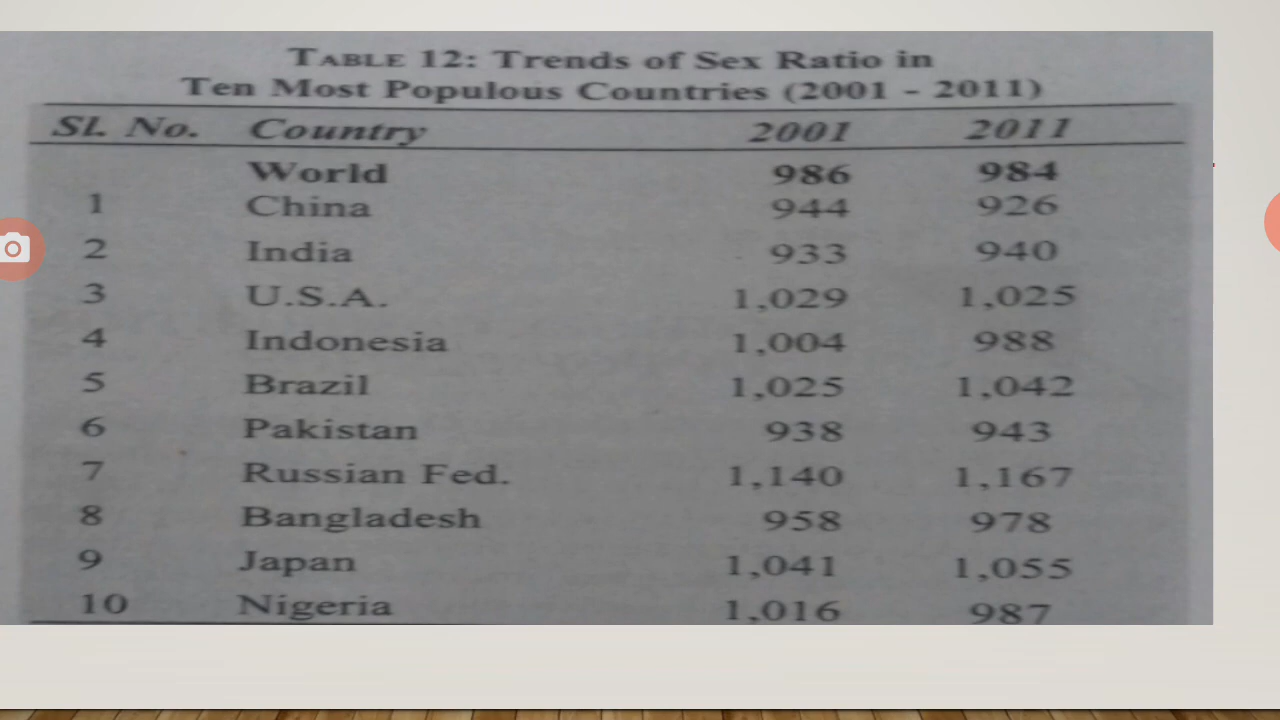 TABLE 12: Trends of Sex Ratio in
Ten Most Populous Countries (2001 - 2011)
SL. No. Country 2001 2011
World 986 984
1 China 944 926
2 India 933 940
3 U.S.A. 1,029 1,025
4 Indonesia 1,004 988
5 Brazil 1,025 1,042
6 Pakistan 938 943
7 Russian Fed. 1,140 1,167
8 Bangladesh 958 978
9 Japan 1,041 1,055
10 Nigeria 1,016 987